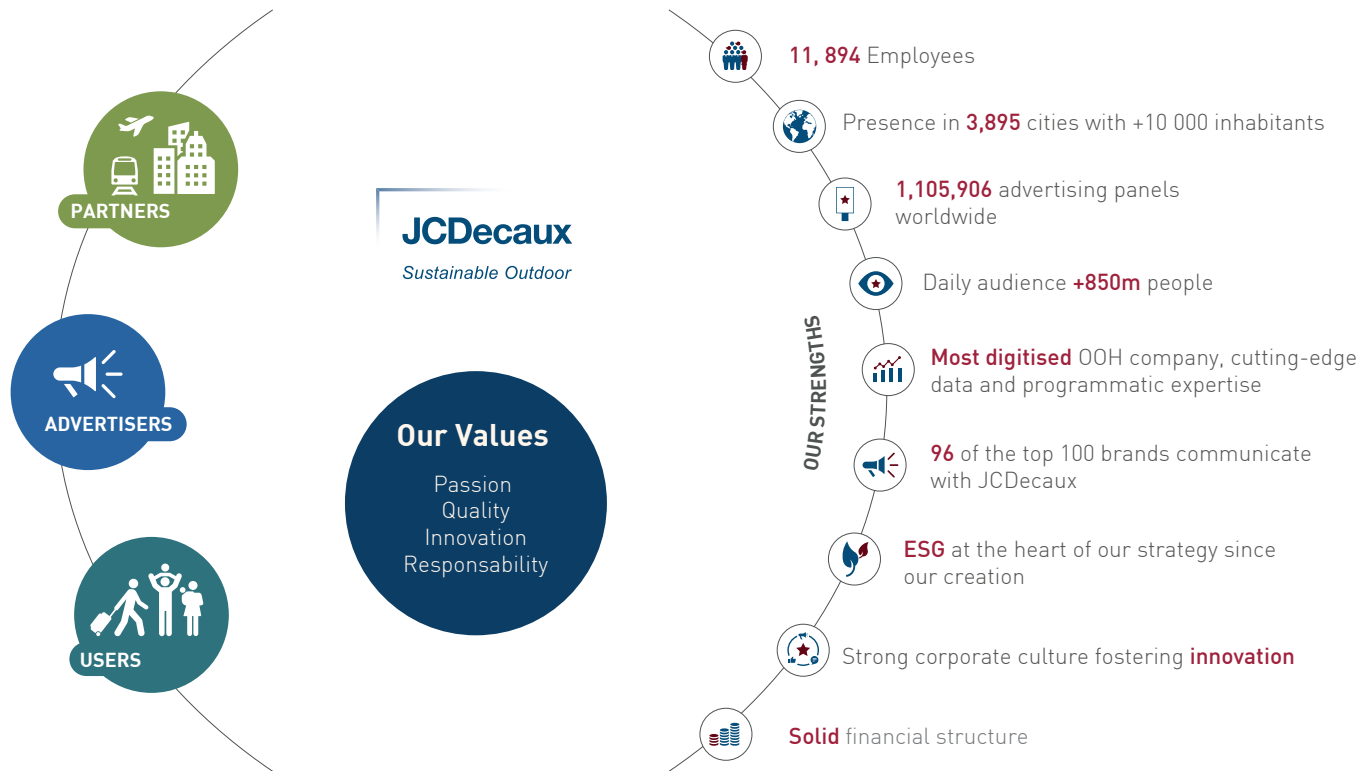 PARTNERS
ADVERTISERS
USERS
JCDecaux
Sustainable Outdoor
Our Values
Passion
Quality
Innovation
Responsability
OUR STRENGTHS
11, 894 Employees
Presence in 3,895 cities with +10 000 inhabitants
1,105,906 advertising panels
worldwide
Daily audience +850m people
Most digitised OOH company, cutting-edge
data and programmatic expertise
96 of the top 100 brands communicate
with JCDecaux
ESG at the heart of our strategy since
our creation
Strong corporate culture fostering innovation
Solid financial structure